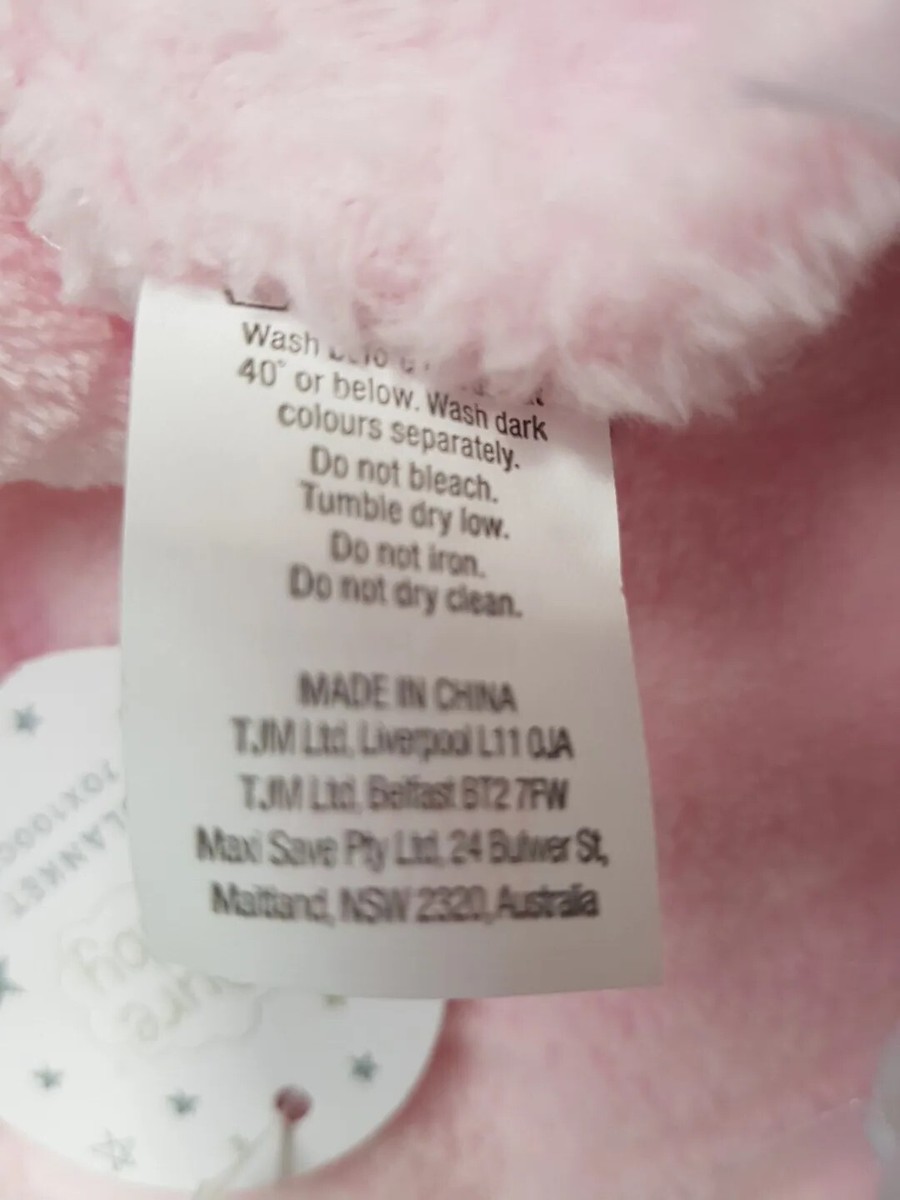 Wash
40° or below. Wash dark
colours separately.
Do not bleach.
Tumble dry low.
Do not iron.
Do not dry clean.
MADE IN CHINA
TJM Ltd, Liverpool L11 0JA
TJM Ltd, Belfast BT2 7FW
Maxi Save Pty Ltd, 24 Bulwer St,
Maitland, NSW 2320, Australia